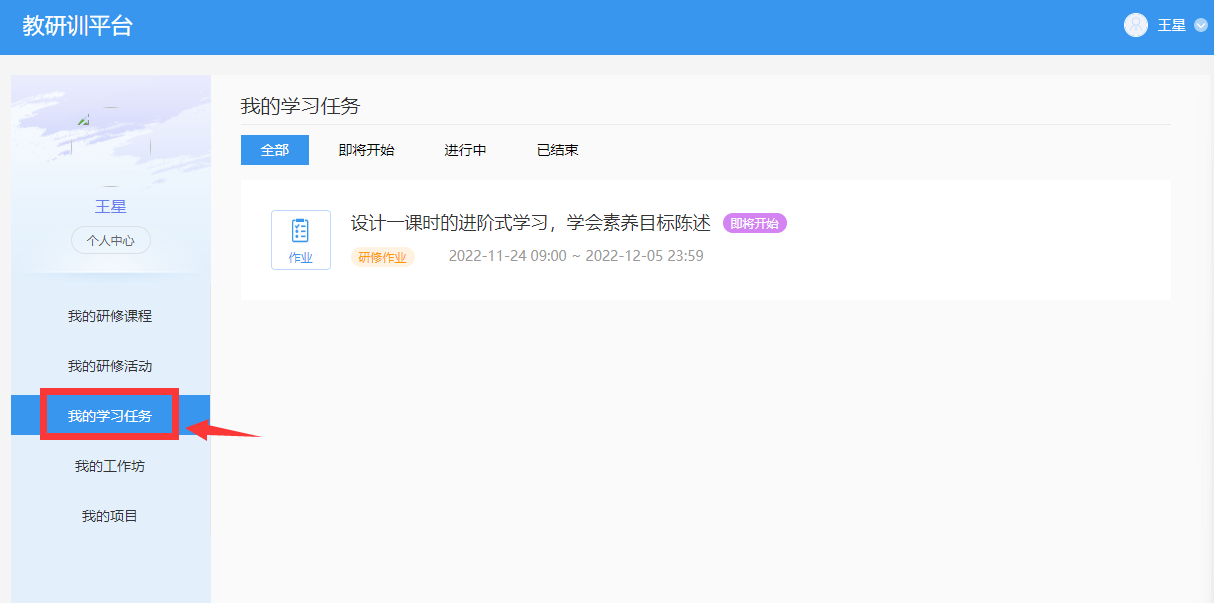 教研训平台
王星
我的学习任务
全部 即将开始 进行中 已结束
王星
个人中心
设计一课时的进阶式学习，学会素养目标陈述 即将开始
作业
研修作业 2022-11-24 09:00 ~ 2022-12-05 23:59
我的研修课程
我的研修活动
我的学习任务
我的工作坊
我的项目